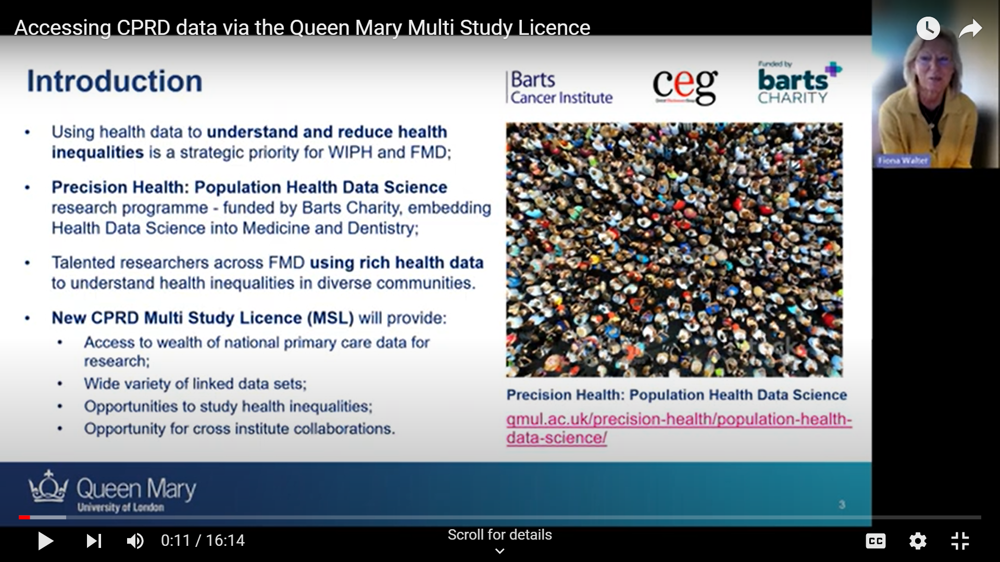 Accessing CPRD data via the Queen Mary Multi Study Licence
Introduction
Barts
Cancer Institute
ceg
Funded by
barts
CHARITY
Fiona Walter
• Using health data to understand and reduce health
inequalities is a strategic priority for WIPH and FMD;
• Precision Health: Population Health Data Science
research programme - funded by Barts Charity, embedding
Health Data Science into Medicine and Dentistry;
• Talented researchers across FMD using rich health data
to understand health inequalities in diverse communities.
• New CPRD Multi Study Licence (MSL) will provide:
• Access to wealth of national primary care data for
research;
• Wide variety of linked data sets;
• Opportunities to study health inequalities;
• Opportunity for cross institute collaborations.
Precision Health: Population Health Data Science
qmul.ac.uk/precision-health/population-health-
data-science/
Queen Mary
University of London
3
0:11 / 16:14
Scroll for details
CC